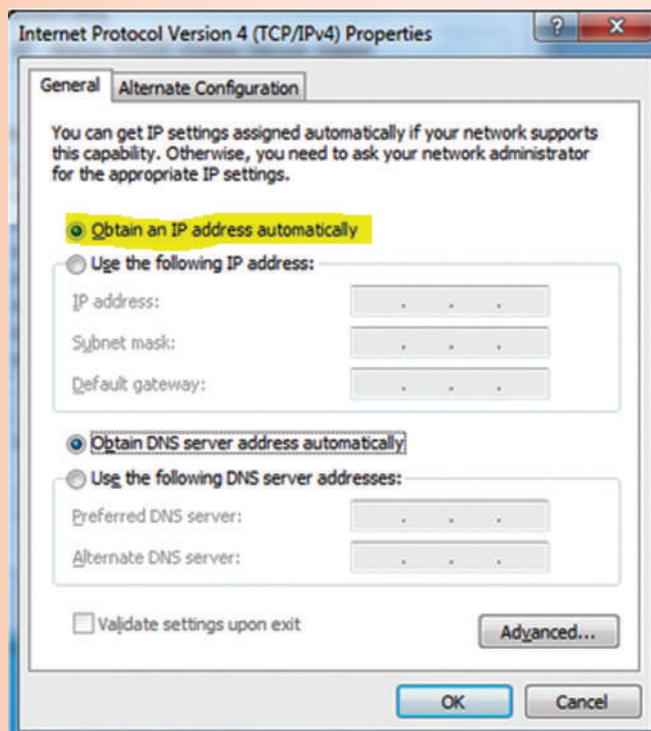 Internet Protocol Version 4 (TCP/IPv4) Properties
General
Alternate Configuration
You can get IP settings assigned automatically if your network supports
this capability. Otherwise, you need to ask your network administrator
for the appropriate IP settings.
Obtain an IP address automatically
Use the following IP address:
IP address:
. . .
Subnet mask:
. . .
Default gateway:
. . .
Obtain DNS server address automatically
Use the following DNS server addresses:
Preferred DNS server:
. . .
Alternate DNS server:
. . .
Validate settings upon exit
Advanced...
OK
Cancel